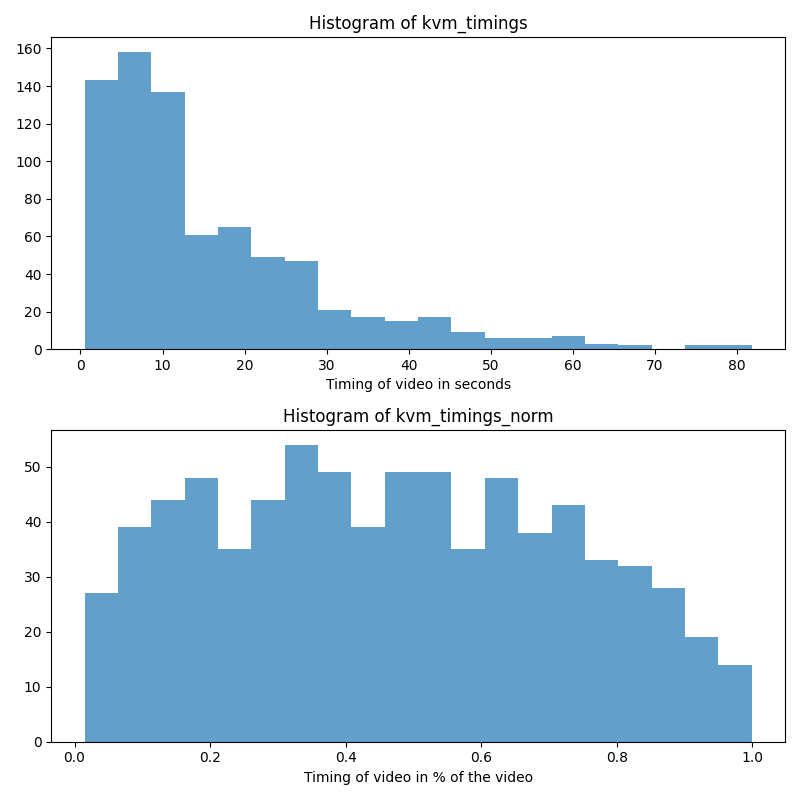 Histogram of kvm_timings
160
140
120
100
80
60
40
20
0
0 10 20 30 40 50 60 70 80
Timing of video in seconds
Histogram of kvm_timings_norm
50
40
30
20
10
0
0.0 0.2 0.4 0.6 0.8 1.0
Timing of video in % of the video